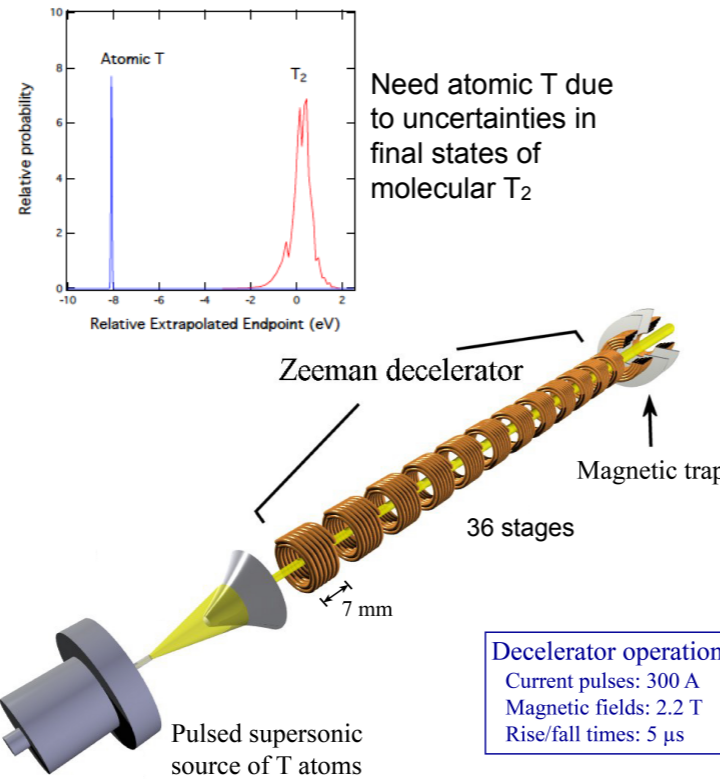 10
Atomic T
T2
8
6
4
2
0
Relative probability
-10 -8 -6 -4 -2 0 2
Relative Extrapolated Endpoint (eV)
Need atomic T due
to uncertainties in
final states of
molecular T2
Zeeman decelerator
Magnetic trap
36 stages
7 mm
Pulsed supersonic
source of T atoms
Decelerator operation
Current pulses: 300 A
Magnetic fields: 2.2 T
Rise/fall times: 5 µs